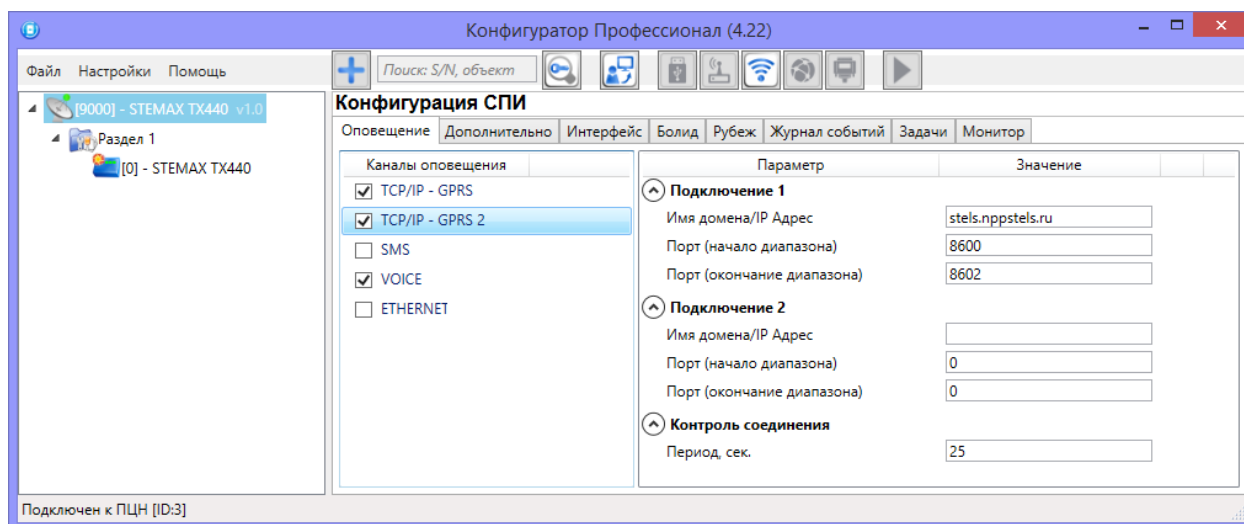 Конфигуратор Профессионал (4.22)
Файл Настройки Помощь
Поиск: S/N, объект
[9000] - STEMAX TX440 v1.0
Раздел 1
[0] - STEMAX TX440
Конфигурация СПИ
Оповещение Дополнительно Интерфейс Болид Рубеж Журнал событий Задачи Монитор
Каналы оповещения
TCP/IP - GPRS
TCP/IP - GPRS 2
SMS
VOICE
ETHERNET
Параметр Значение
Подключение 1
Имя домена/IP Адрес stels.nppstels.ru
Порт (начало диапазона) 8600
Порт (окончание диапазона) 8602
Подключение 2
Имя домена/IP Адрес
Порт (начало диапазона) 0
Порт (окончание диапазона) 0
Контроль соединения
Период, сек. 25
Подключен к ПЦН [ID:3]